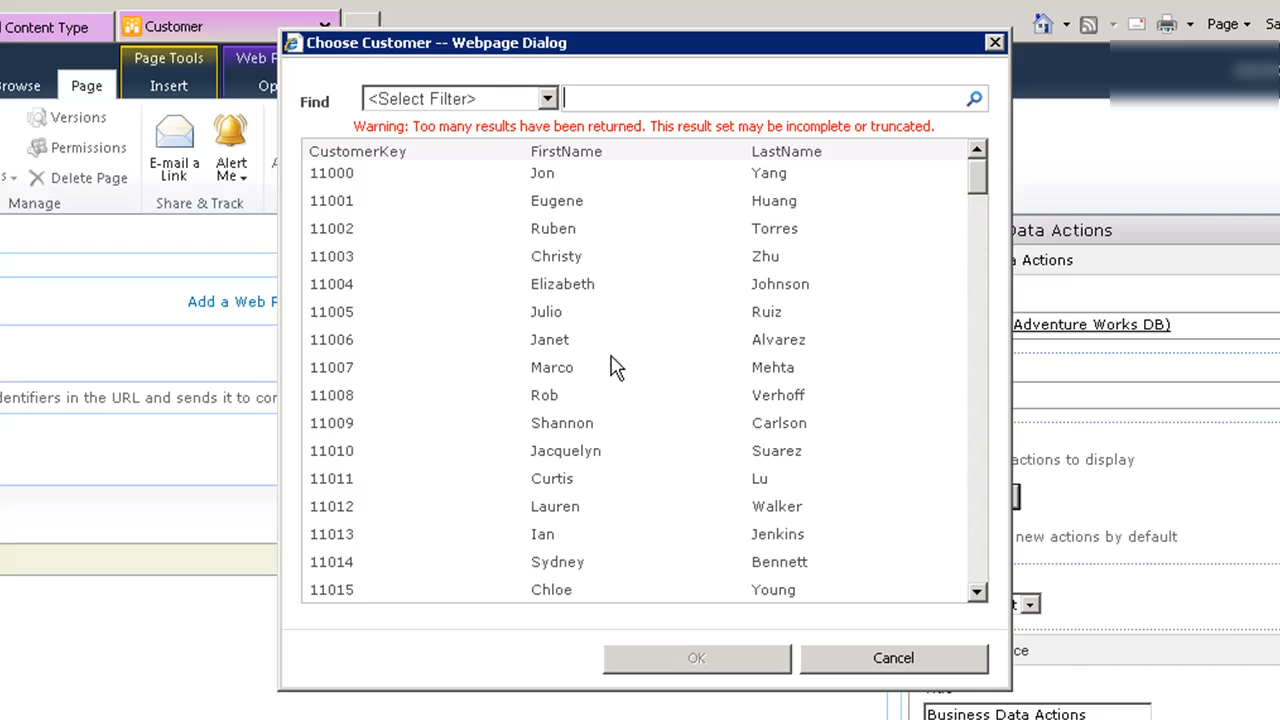 Content Type
Customer
Choose Customer -- Webpage Dialog
Page
Page Tools
Web
rowse
Page
Insert
Op
Find
<Select Filter>
Warning: Too many results have been returned. This result set may be incomplete or truncated.
Versions
Permissions
Delete Page
Manage
E-mail a Link
Alert Me
Share & Track
CustomerKey FirstName LastName
11000 Jon Yang
11001 Eugene Huang
11002 Ruben Torres
11003 Christy Zhu
11004 Elizabeth Johnson
11005 Julio Ruiz
11006 Janet Alvarez
11007 Marco Mehta
11008 Rob Verhoff
11009 Shannon Carlson
11010 Jacquelyn Suarez
11011 Curtis Lu
11012 Lauren Walker
11013 Ian Jenkins
11014 Sydney Bennett
11015 Chloe Young
OK Cancel
Add a Web
dentifiers in the URL and sends it to
Data Actions
a Actions
Adventure Works DB)
actions to display
new actions by default
Business Data Actions